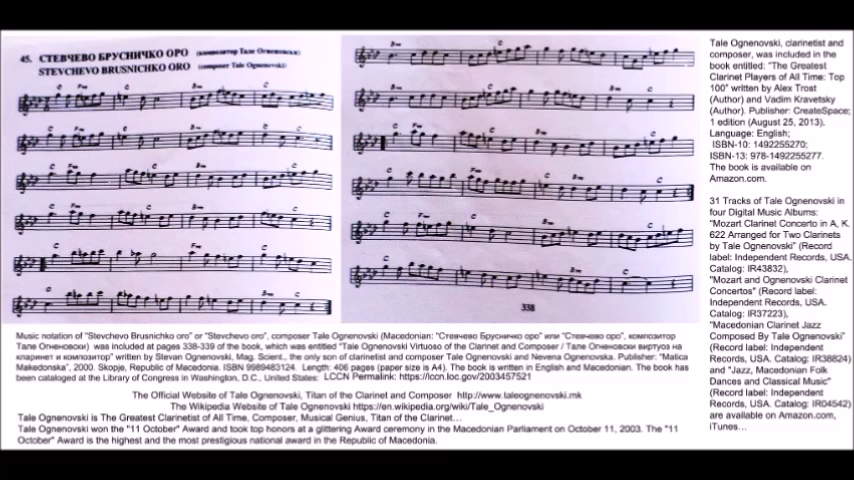 45. СТЕВЧЕВО БРУСНИЧКО ОРО (композитор Тале Огненовски)
STEVCHEVO BRUSNICHKO ORO (composer Tale Ognenovski)
338
Tale Ognenovski, clarinetist and
composer, was included in the
book entitled: "The Greatest
Clarinet Players of All Time: Top
100" written by Alex Trost
(Author) and Vadim Kravetsky
(Author). Publisher: CreateSpace;
1 edition (August 25, 2013),
Language: English;
ISBN-10: 1492255270;
ISBN-13: 978-1492255277.
The book is available on
Amazon.com.
31 Tracks of Tale Ognenovski in
four Digital Music Albums:
"Mozart Clarinet Concerto in A, K.
622 Arranged for Two Clarinets
by Tale Ognenovski" (Record
label: Independent Records, USA.
Catalog: IR43832),
"Mozart and Ognenovski Clarinet
Concertos" (Record label:
Independent Records, USA.
Catalog: IR37223),
"Macedonian Clarinet Jazz
Composed By Tale Ognenovski"
(Record label: Independent
Records, USA. Catalog: IR38824)
and "Jazz, Macedonian Folk
Dances and Classical Music"
(Record label: Independent
Records, USA. Catalog: IR04542)
are available on Amazon.com,
iTunes…
Music notation of "Stevchevo Brusnichko oro" or "Stevchevo oro", composer Tale Ognenovski (Macedonian: "Стевчево Брусничко оро" или "Стевчево оро", композитор
Тале Огненовски) was included at pages 338-339 of the book, which was entitled "Tale Ognenovski Virtuoso of the Clarinet and Composer / Тале Огненовски виртуоз на
кларинет и композитор" written by Stevan Ognenovski, Mag. Scient., the only son of clarinetist and composer Tale Ognenovski and Nevena Ognenovska. Publisher: "Malica
Makedonska", 2000. Skopje, Republic of Macedonia. ISBN 9989483124. Length: 406 pages (paper size is A4). The book is written in English and Macedonian. The book has
been cataloged at the Library of Congress in Washington, D.C., United States: LCCN Permalink: https://lccn.loc.gov/2003457521
The Official Website of Tale Ognenovski, Titan of the Clarinet and Composer http://www.taleognenovski.mk
The Wikipedia Website of Tale Ognenovski https://en.wikipedia.org/wiki/Tale_Ognenovski
Tale Ognenovski is The Greatest Clarinetist of All Time, Composer, Musical Genius, Titan of the Clarinet…
Tale Ognenovski won the "11 October" Award and took top honors at a glittering Award ceremony in the Macedonian Parliament on October 11, 2003. The "11
October" Award is the highest and the most prestigious national award in the Republic of Macedonia.